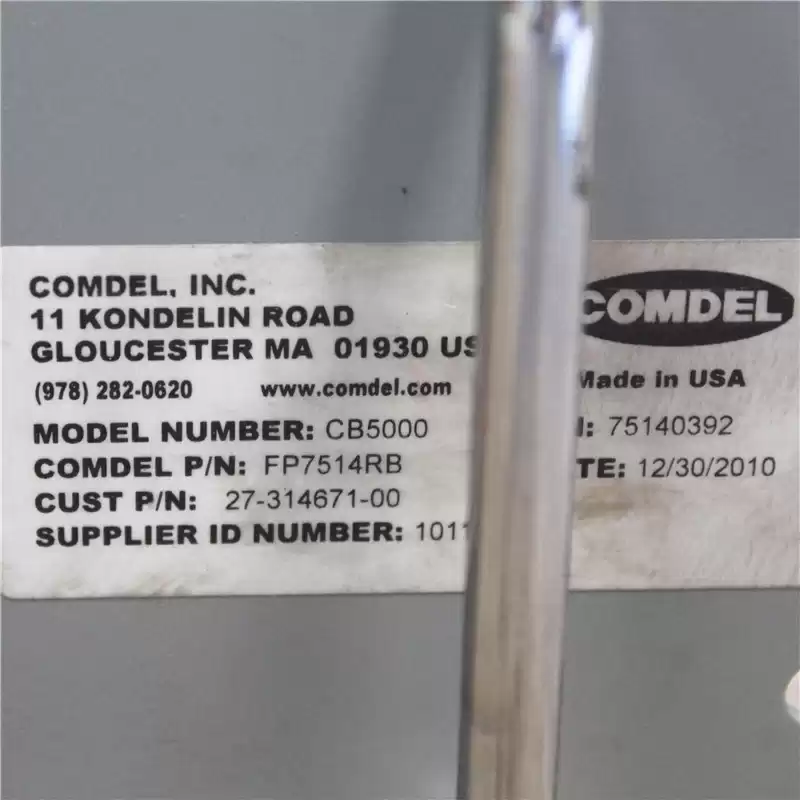 COMDEL, INC.
11 KONDELIN ROAD
GLOUCESTER MA 01930
(978) 282-0620 www.comdel.com
MODEL NUMBER: CB5000
COMDEL P/N: FP7514RB
CUST P/N: 27-314671-00
SUPPLIER ID NUMBER:
COMDEL
Made in USA
75140392
12/30/2010